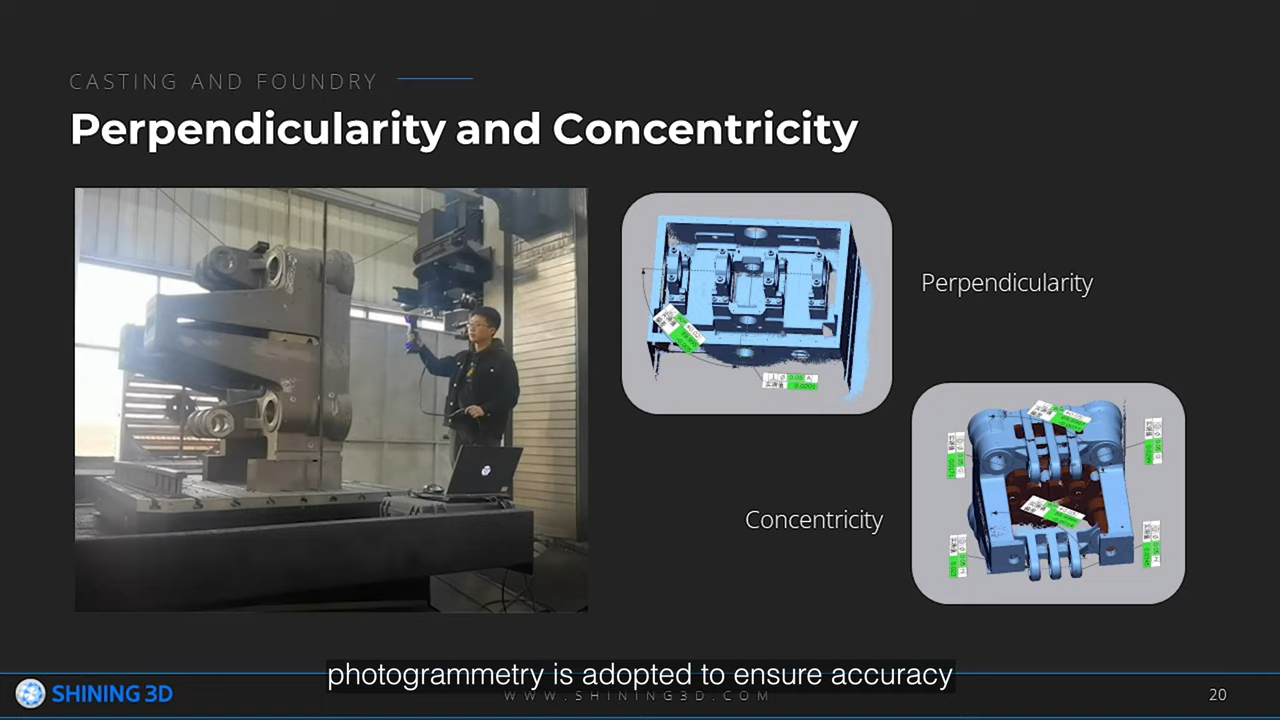 CASTING AND FOUNDRY
Perpendicularity and Concentricity
Perpendicularity
Concentricity
photogrammetry is adopted to ensure accuracy
SHINING 3D
WWW.SHINING3D.COM
20